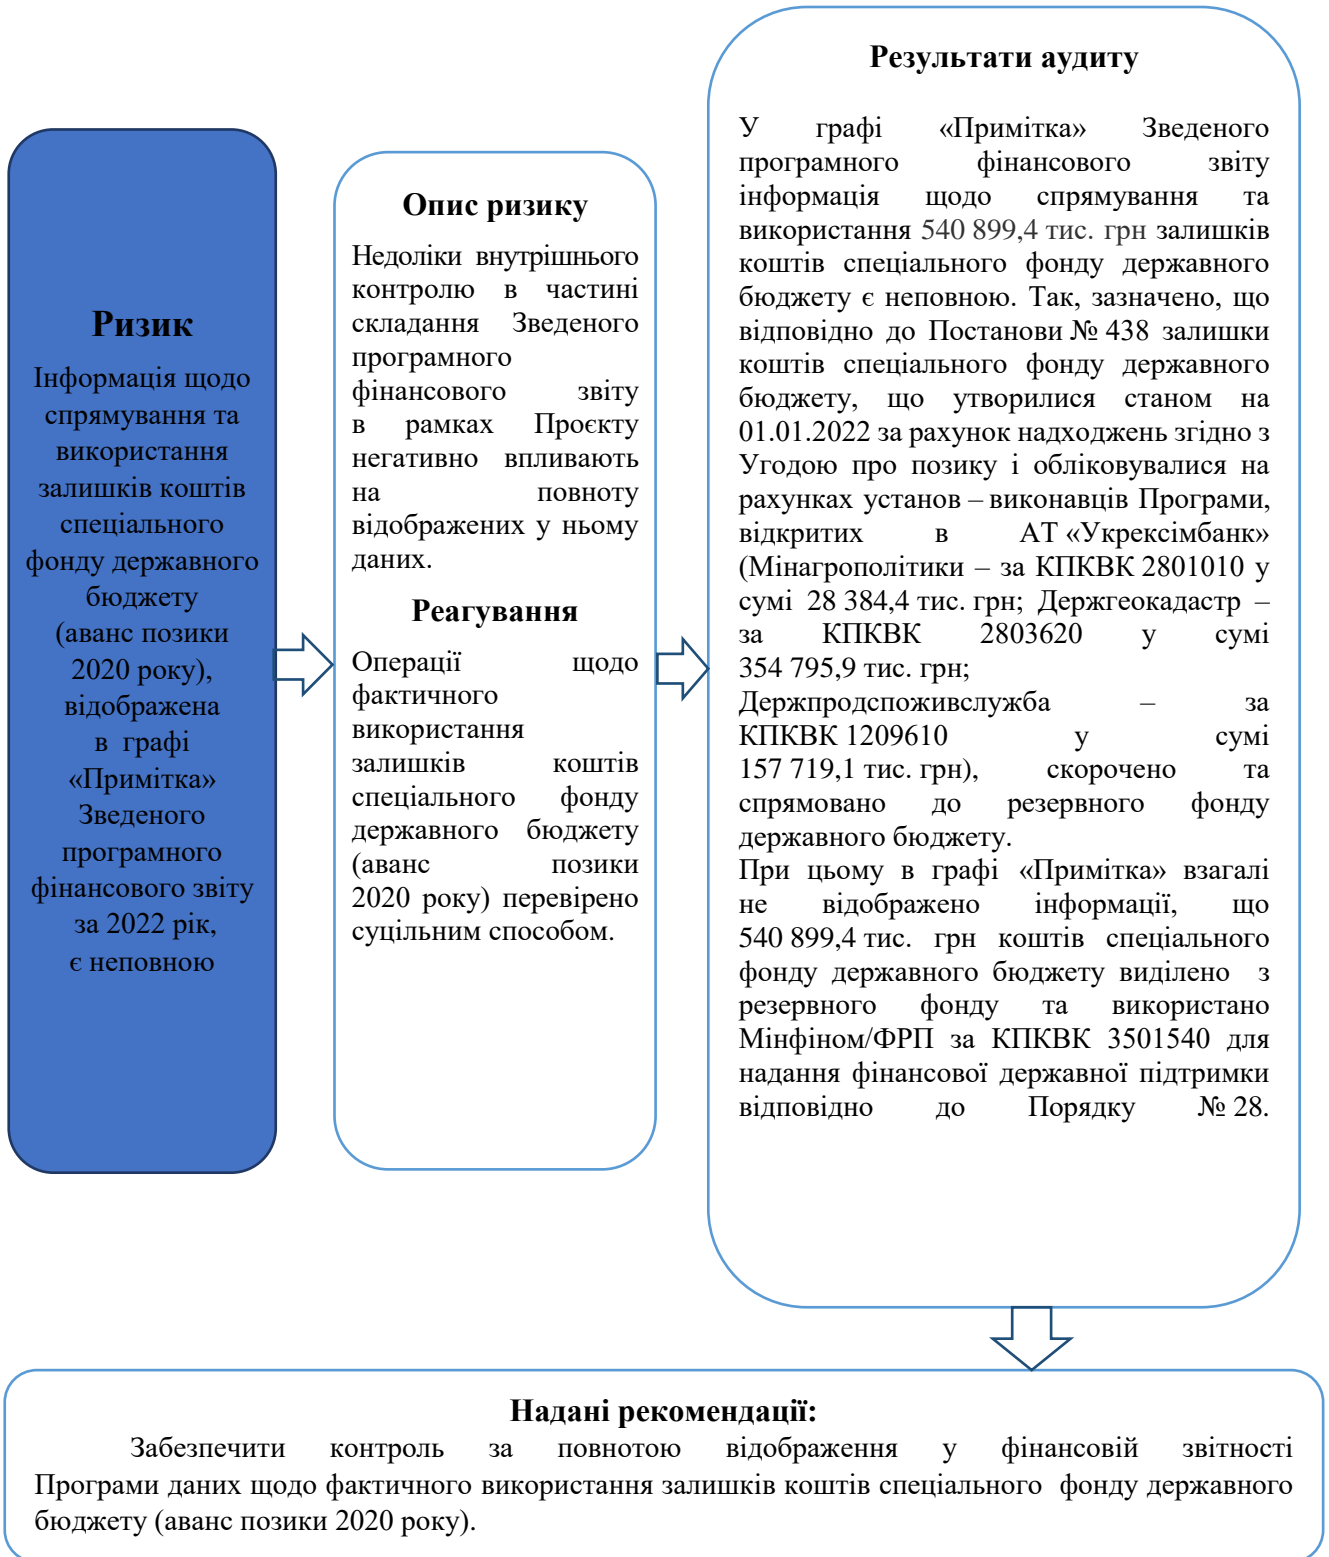 Ризик
Інформація щодо
спрямування та
використання
залишків коштів
спеціального
фонду державного
бюджету
(аванс позики
2020 року),
відображена
в графі
«Примітка»
Зведеного
програмного
фінансового звіту
за 2022 рік,
є неповною
Опис ризику
Недоліки внутрішнього
контролю в частині
складання Зведеного
програмного
фінансового звіту
в рамках Проєкту
негативно впливають
на повноту
відображених у ньому
даних.
Реагування
Операції щодо
фактичного
використання
залишків коштів
спеціального фонду
державного бюджету
(аванс позики
2020 року) перевірено
суцільним способом.
Результати аудиту
У графі «Примітка» Зведеного
програмного фінансового звіту
інформація щодо спрямування та
використання 540 899,4 тис. грн залишків
коштів спеціального фонду державного
бюджету є неповною. Так, зазначено, що
відповідно до Постанови № 438 залишки
коштів спеціального фонду державного
бюджету, що утворилися станом на
01.01.2022 за рахунок надходжень згідно з
Угодою про позику і обліковувалися на
рахунках установ – виконавців Програми,
відкритих в АТ «Укрексімбанк»
(Мінагрополітики – за КПКВК 2801010 у
сумі 28 384,4 тис. грн; Держгеокадастр –
за КПКВК 2803620 у сумі
354 795,9 тис. грн;
Держпродспоживслужба – за
КПКВК 1209610 у сумі
157 719,1 тис. грн), скорочено та
спрямовано до резервного фонду
державного бюджету.
При цьому в графі «Примітка» взагалі
не відображено інформації, що
540 899,4 тис. грн коштів спеціального
фонду державного бюджету виділено з
резервного фонду та використано
Мінфіном/ФРП за КПКВК 3501540 для
надання фінансової державної підтримки
відповідно до Порядку № 28.
Надані рекомендації:
Забезпечити контроль за повнотою відображення у фінансовій звітності
Програми даних щодо фактичного використання залишків коштів спеціального фонду державного
бюджету (аванс позики 2020 року).